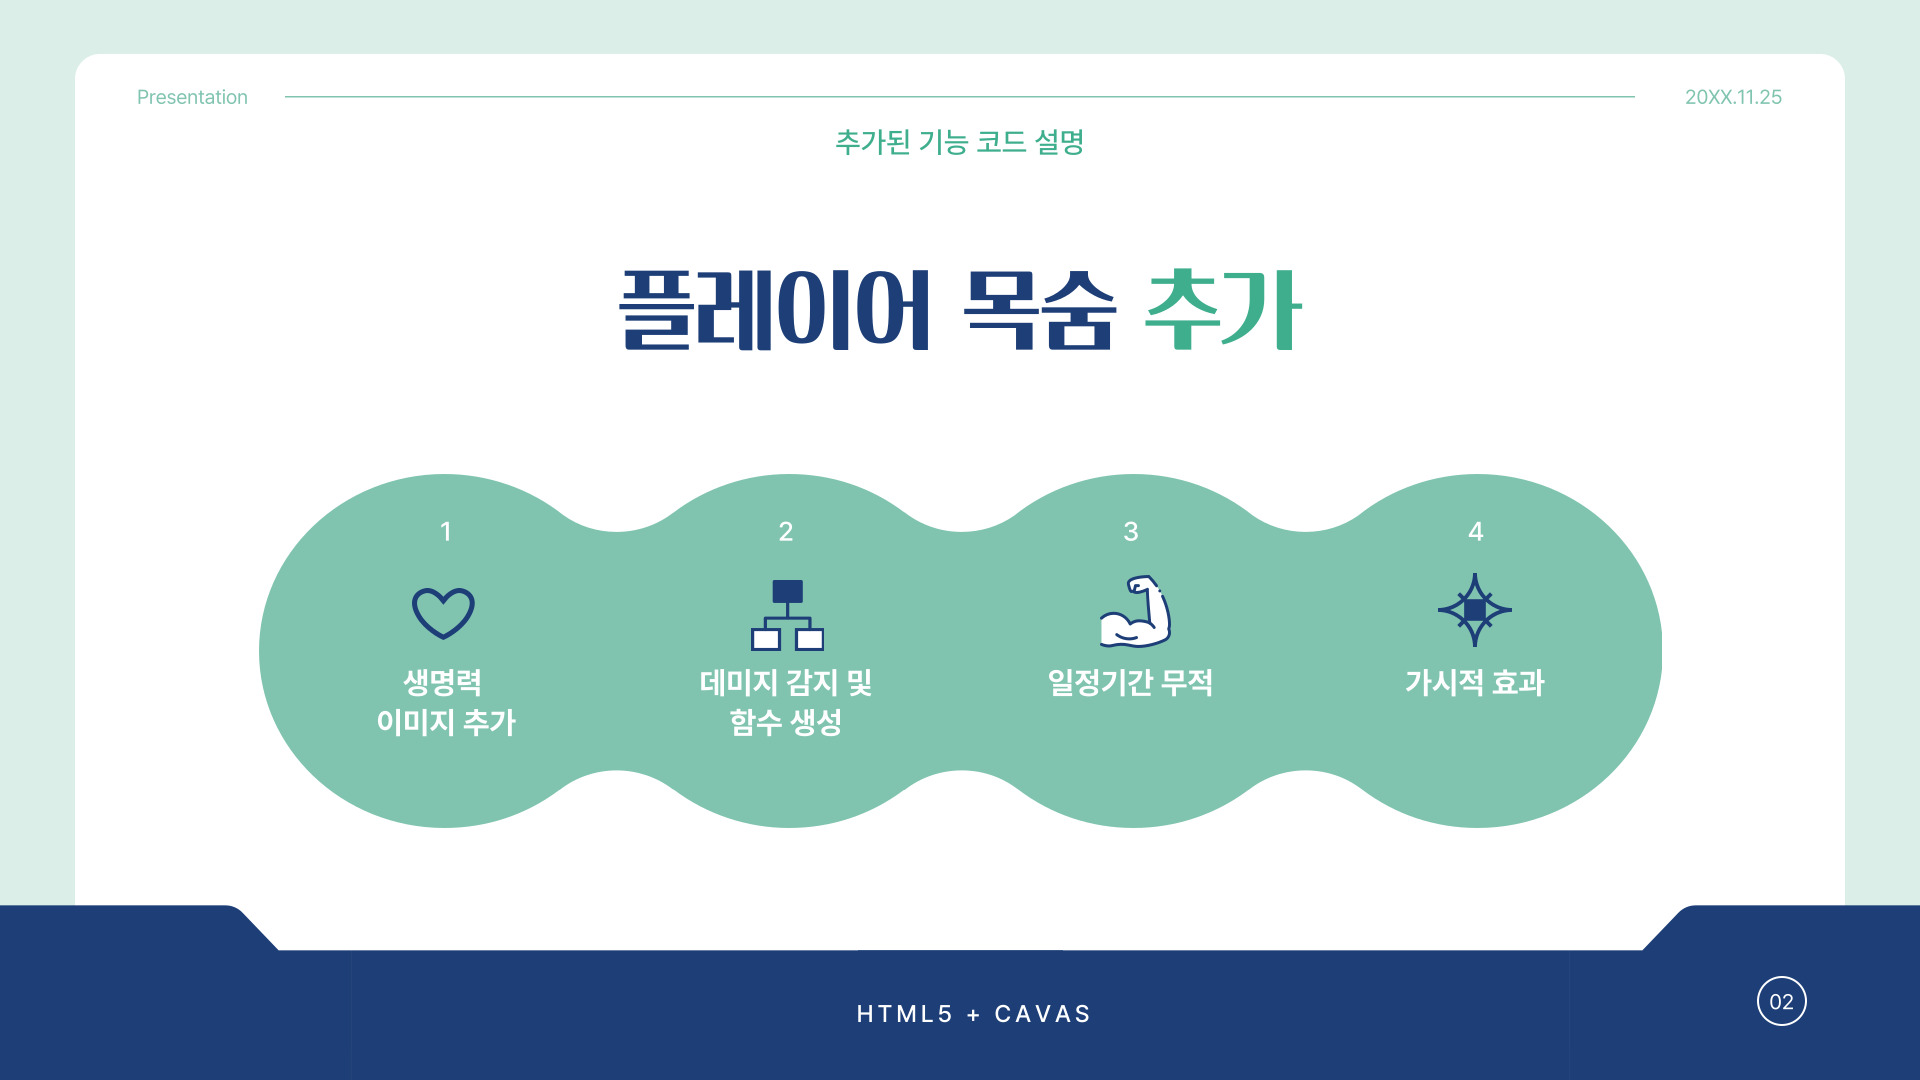 Presentation
20XX.11.25
추가된 기능 코드 설명
플레이어 목숨 추가
1
생명력
이미지 추가
2
데미지 감지 및
함수 생성
3
일정기간 무적
4
가시적 효과
HTML5 + CAVAS
02